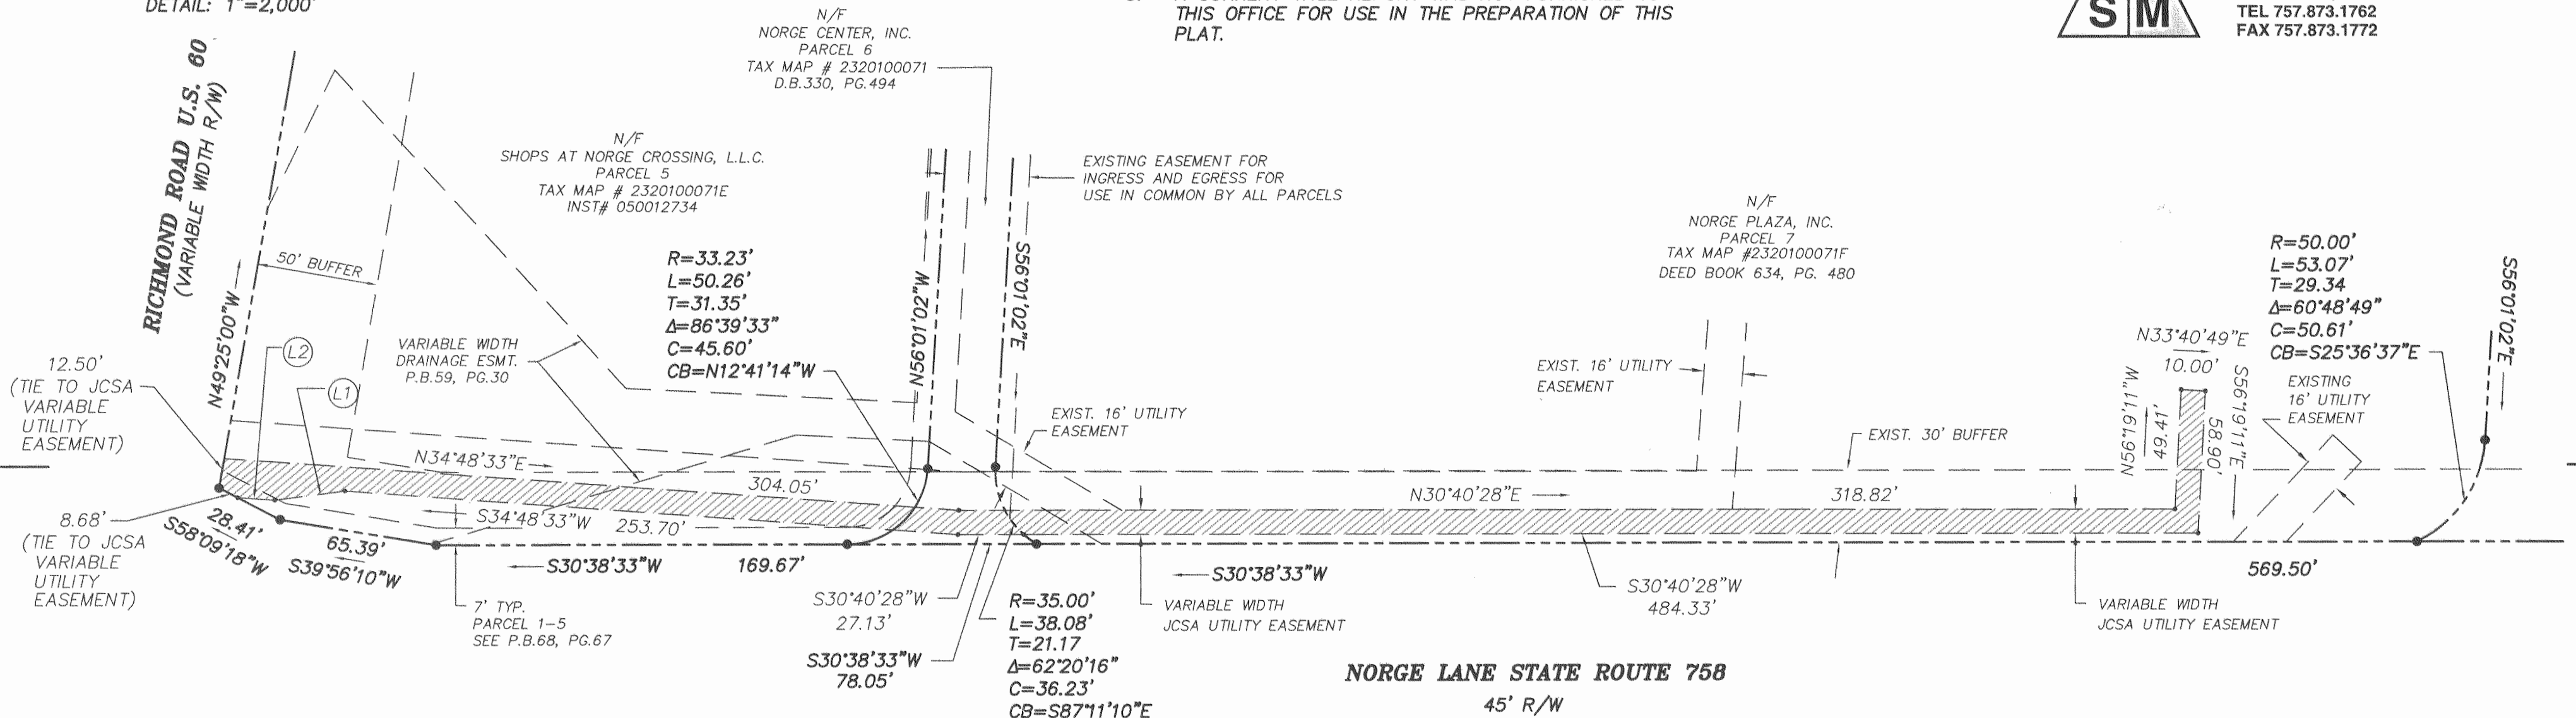 DETAIL: 1"=2,000'
THIS OFFICE FOR USE IN THE PREPARATION OF THIS
PLAT.
S M
TEL 757.873.1762
FAX 757.873.1772
RICHMOND ROAD U.S. 60
(VARIABLE WIDTH R/W)
N/F
NORGE CENTER, INC.
PARCEL 6
TAX MAP # 2320100071
D.B.330, PG.494
N/F
SHOPS AT NORGE CROSSING, L.L.C.
PARCEL 5
TAX MAP # 2320100071E
INST# 050012734
EXISTING EASEMENT FOR
INGRESS AND EGRESS FOR
USE IN COMMON BY ALL PARCELS
N/F
NORGE PLAZA, INC.
PARCEL 7
TAX MAP #2320100071F
DEED BOOK 634, PG. 480
R=50.00'
L=53.07'
T=29.34
Δ=60°48'49"
C=50.61'
CB=S25°36'37"E
S56°01'02"E
R=33.23'
L=50.26'
T=31.35'
Δ=86°39'33"
C=45.60'
CB=N12°41'14"W
N56°01'02"W
S56°01'02"E
50' BUFFER
N49°25'00"W
L2
L1
VARIABLE WIDTH
DRAINAGE ESMT.
P.B.59, PG.30
12.50'
(TIE TO JCSA
VARIABLE
UTILITY
EASEMENT)
EXIST. 16' UTILITY
EASEMENT
EXIST. 16' UTILITY
EASEMENT
EXIST. 30' BUFFER
N33°40'49"E
10.00'
N56°19'11"W
49.41'
S56°19'11"E
58.90'
EXISTING
16' UTILITY
EASEMENT
N34°48'33"E
304.05'
N30°40'28"E
318.82'
S34°48'33"W
253.70'
8.68'
(TIE TO JCSA
VARIABLE
UTILITY
EASEMENT)
28.41'
S58°09'18"W
65.39'
S39°56'10"W
S30°38'33"W
169.67'
S30°38'33"W
569.50'
7' TYP.
PARCEL 1-5
SEE P.B.68, PG.67
S30°40'28"W
27.13'
S30°38'33"W
78.05'
R=35.00'
L=38.08'
T=21.17
Δ=62°20'16"
C=36.23'
CB=S87°11'10"E
VARIABLE WIDTH
JCSA UTILITY EASEMENT
S30°40'28"W
484.33'
VARIABLE WIDTH
JCSA UTILITY EASEMENT
NORGE LANE STATE ROUTE 758
45' R/W